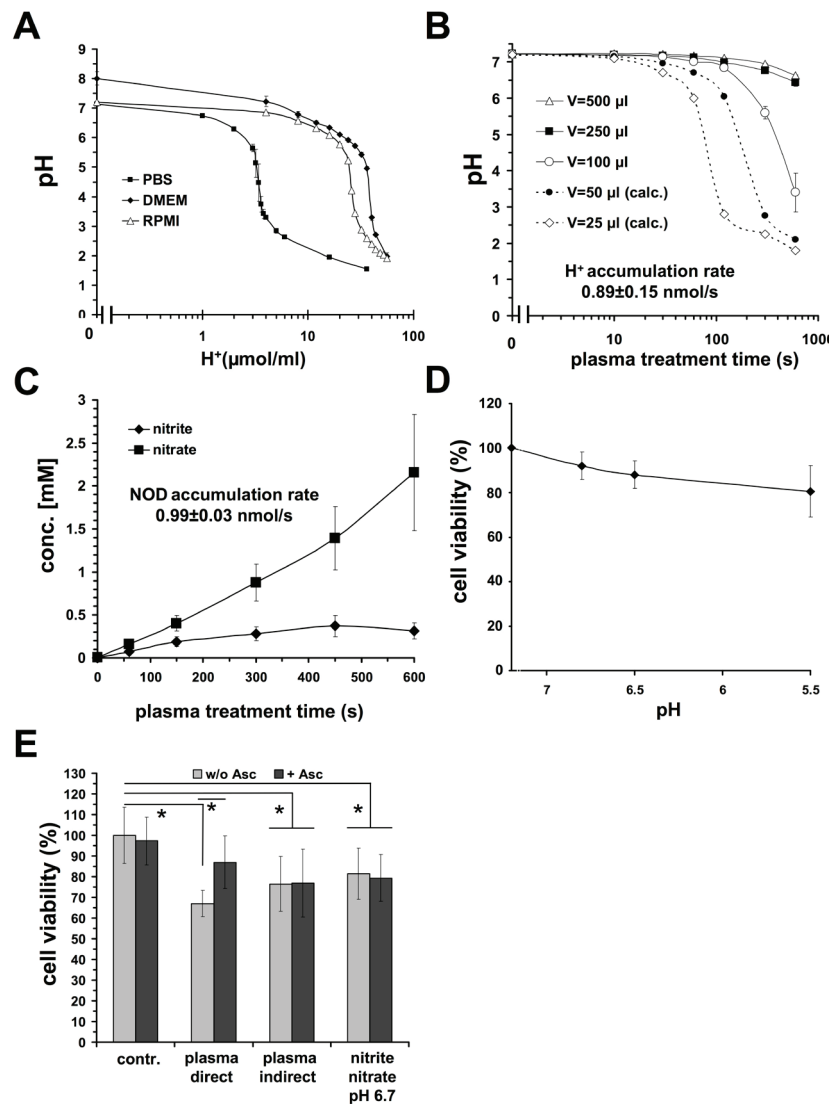 A
pH
9
8
7
6
5
4
3
2
1
0
PBS
DMEM
RPMI
0 1 10 100
H+(µmol/ml)
B
pH
7
6
5
4
3
2
1
0
V=500 µl
V=250 µl
V=100 µl
V=50 µl (calc.)
V=25 µl (calc.)
H+ accumulation rate
0.89±0.15 nmol/s
0 10 100 1000
plasma treatment time (s)
C
conc. [mM]
3
2.5
2
1.5
1
0.5
0
nitrite
nitrate
NOD accumulation rate
0.99±0.03 nmol/s
0 100 200 300 400 500 600
plasma treatment time (s)
D
cell viability (%)
120
100
80
60
40
20
0
7 6.5 6 5.5
pH
E
cell viability (%)
130
120
110
100
90
80
70
60
50
40
30
20
10
0
w/o Asc + Asc
* * * *
contr. plasma direct plasma indirect nitrite nitrate pH 6.7